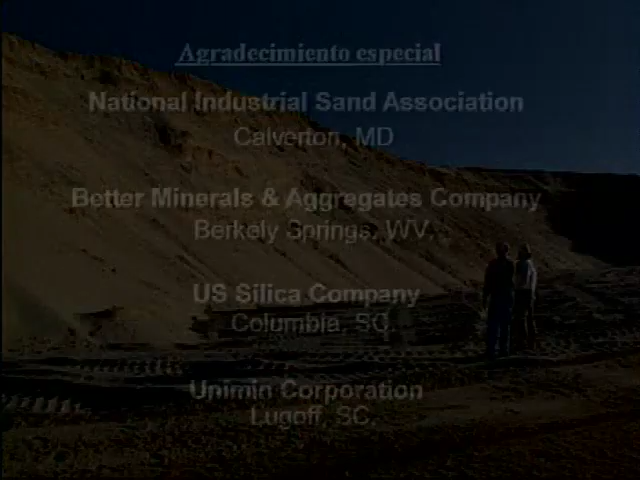 Agradecimiento especial
National Industrial Sand Association
Calverton, MD
Better Minerals & Aggregates Company
Berkely Springs, WV.
US Silica Company
Columbia, SC.
Unimin Corporation
Lugoff, SC.